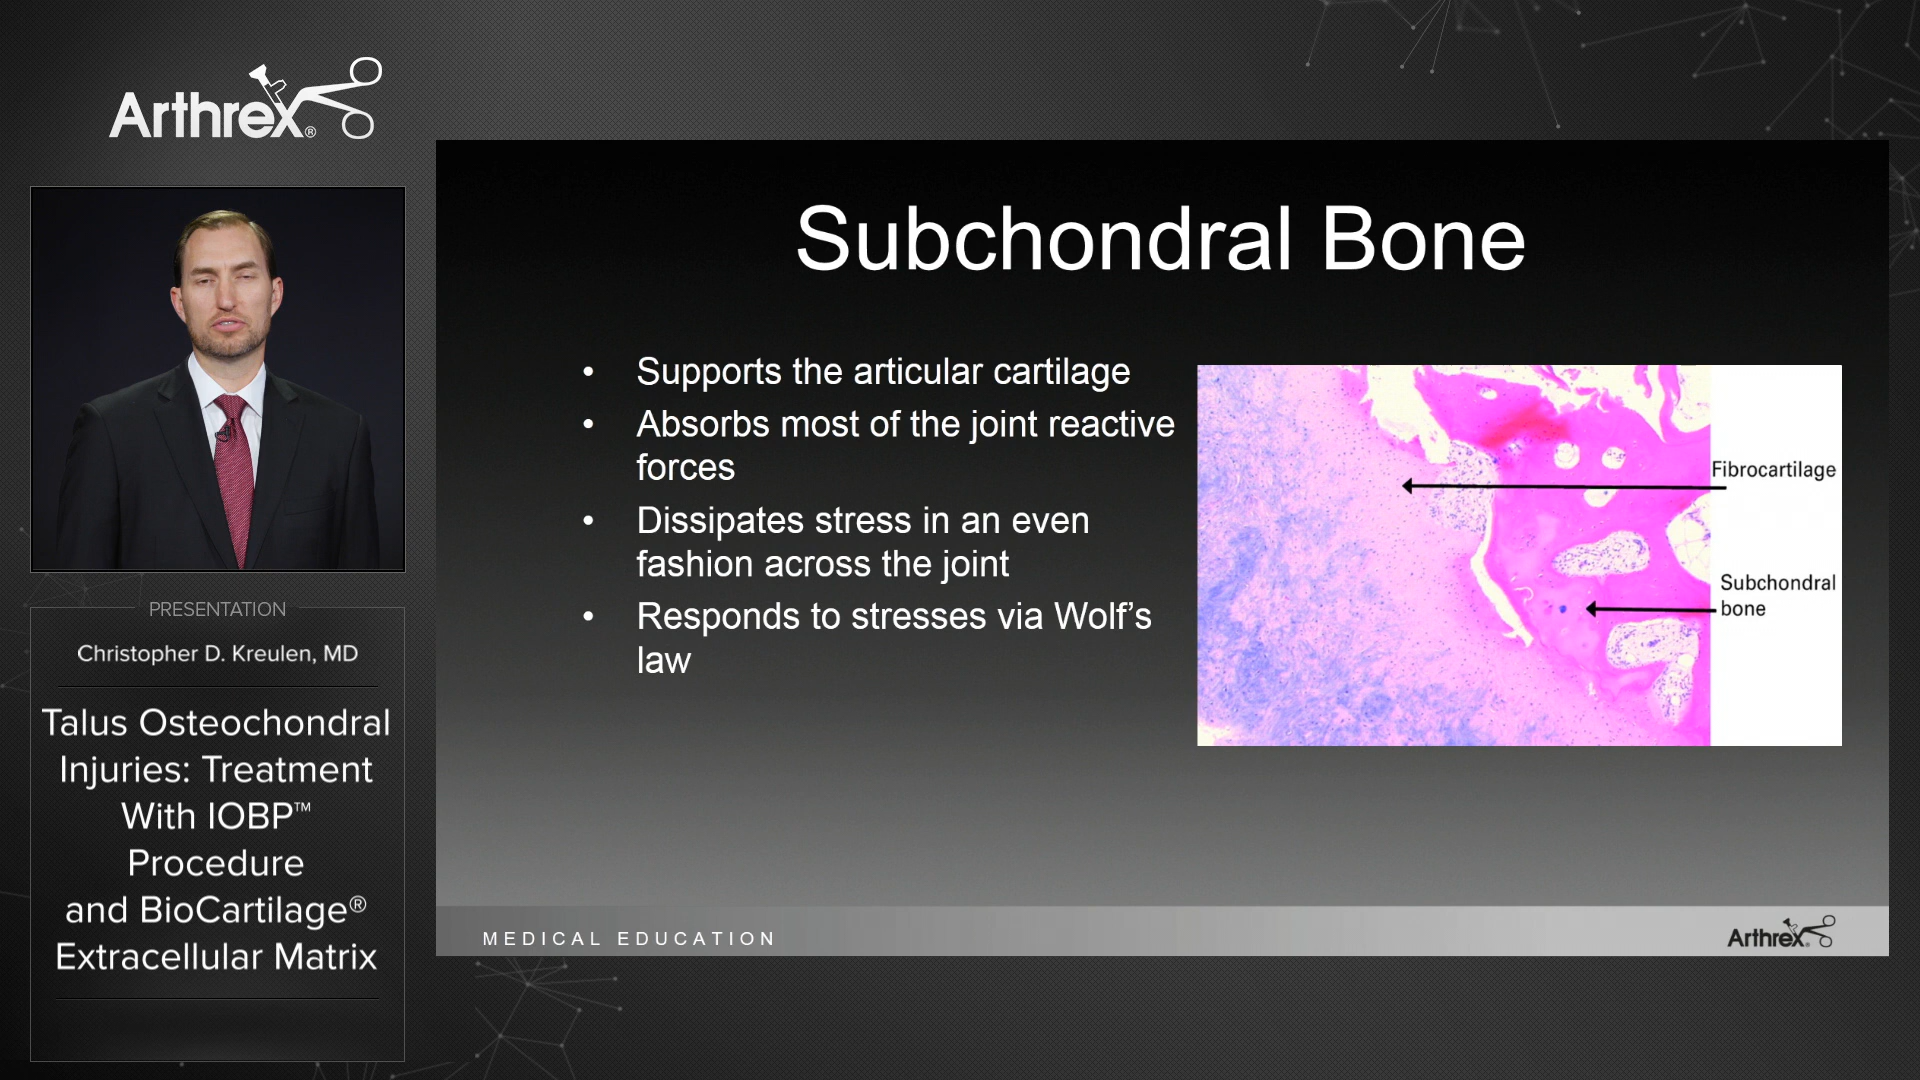 Arthrex®
PRESENTATION
Christopher D. Kreulen, MD
Talus Osteochondral
Injuries: Treatment
With IOBP™
Procedure
and BioCartilage®
Extracellular Matrix
Subchondral Bone
• Supports the articular cartilage
• Absorbs most of the joint reactive
forces
• Dissipates stress in an even
fashion across the joint
• Responds to stresses via Wolf’s
law
Fibrocartilage
Subchondral
bone
MEDICAL EDUCATION
Arthrex®